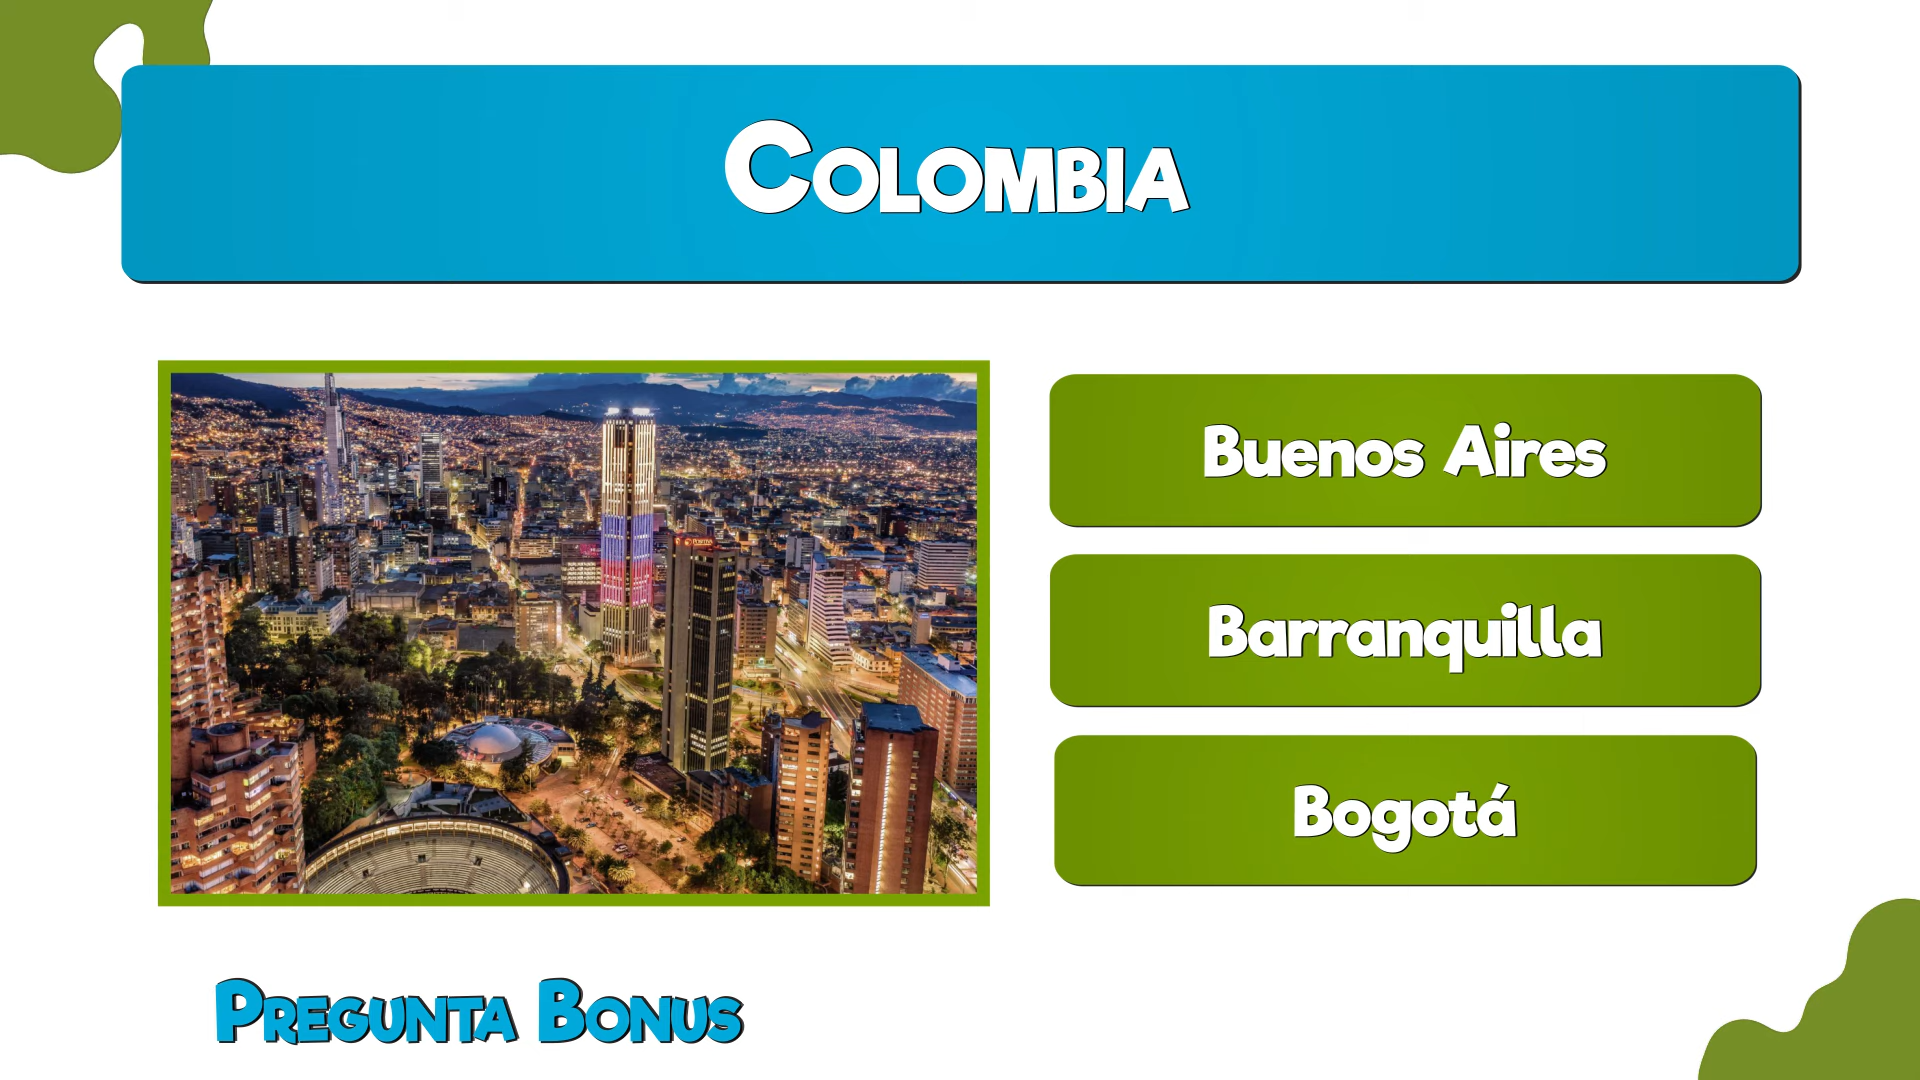 Colombia
Buenos Aires
Barranquilla
Bogotá
Pregunta Bonus